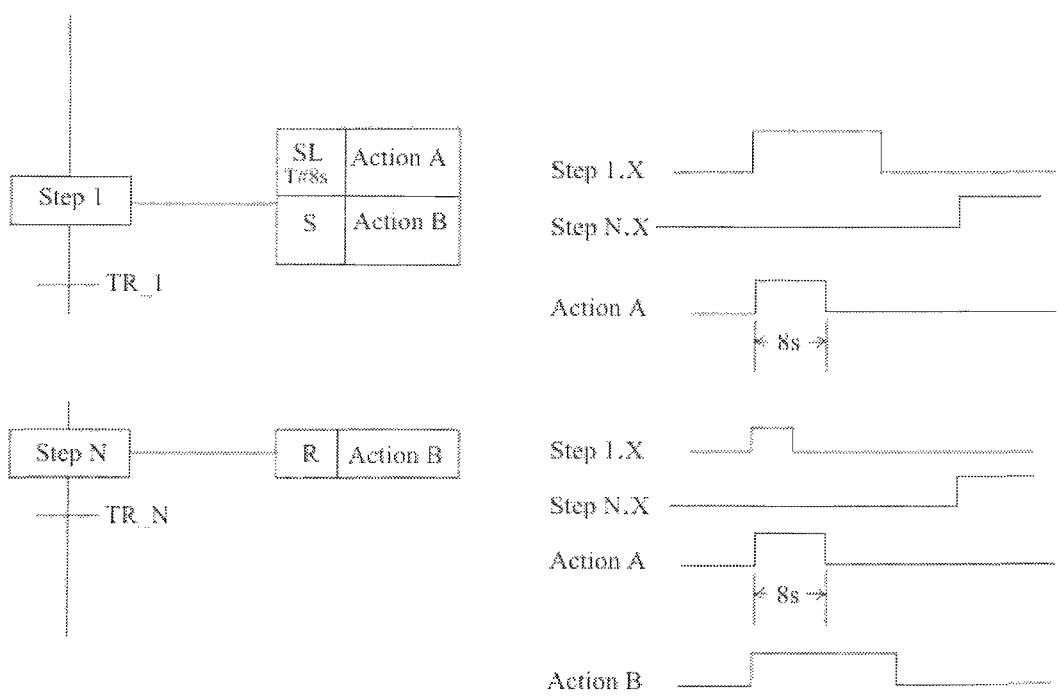 SL
T#8s
Action A
Step 1
S
Action B
TR_1
Step N
R
Action B
TR_N
Step 1.X
Step N.X
Action A
8s
Step 1.X
Step N.X
Action A
8s
Action B